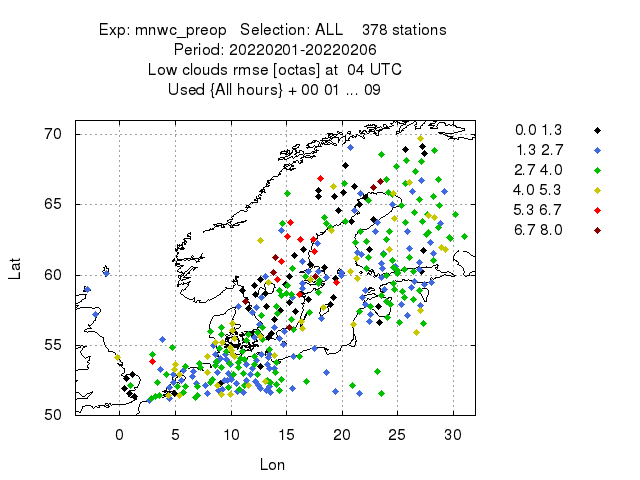 Exp: mnwc_preop   Selection: ALL    378 stations
Period: 20220201-20220206
Low clouds rmse [octas] at  04 UTC
Used {All hours} + 00 01 ... 09
70
65
60
55
50
0 5 10 15 20 25 30
Lat
Lon
0.0 1.3
1.3 2.7
2.7 4.0
4.0 5.3
5.3 6.7
6.7 8.0